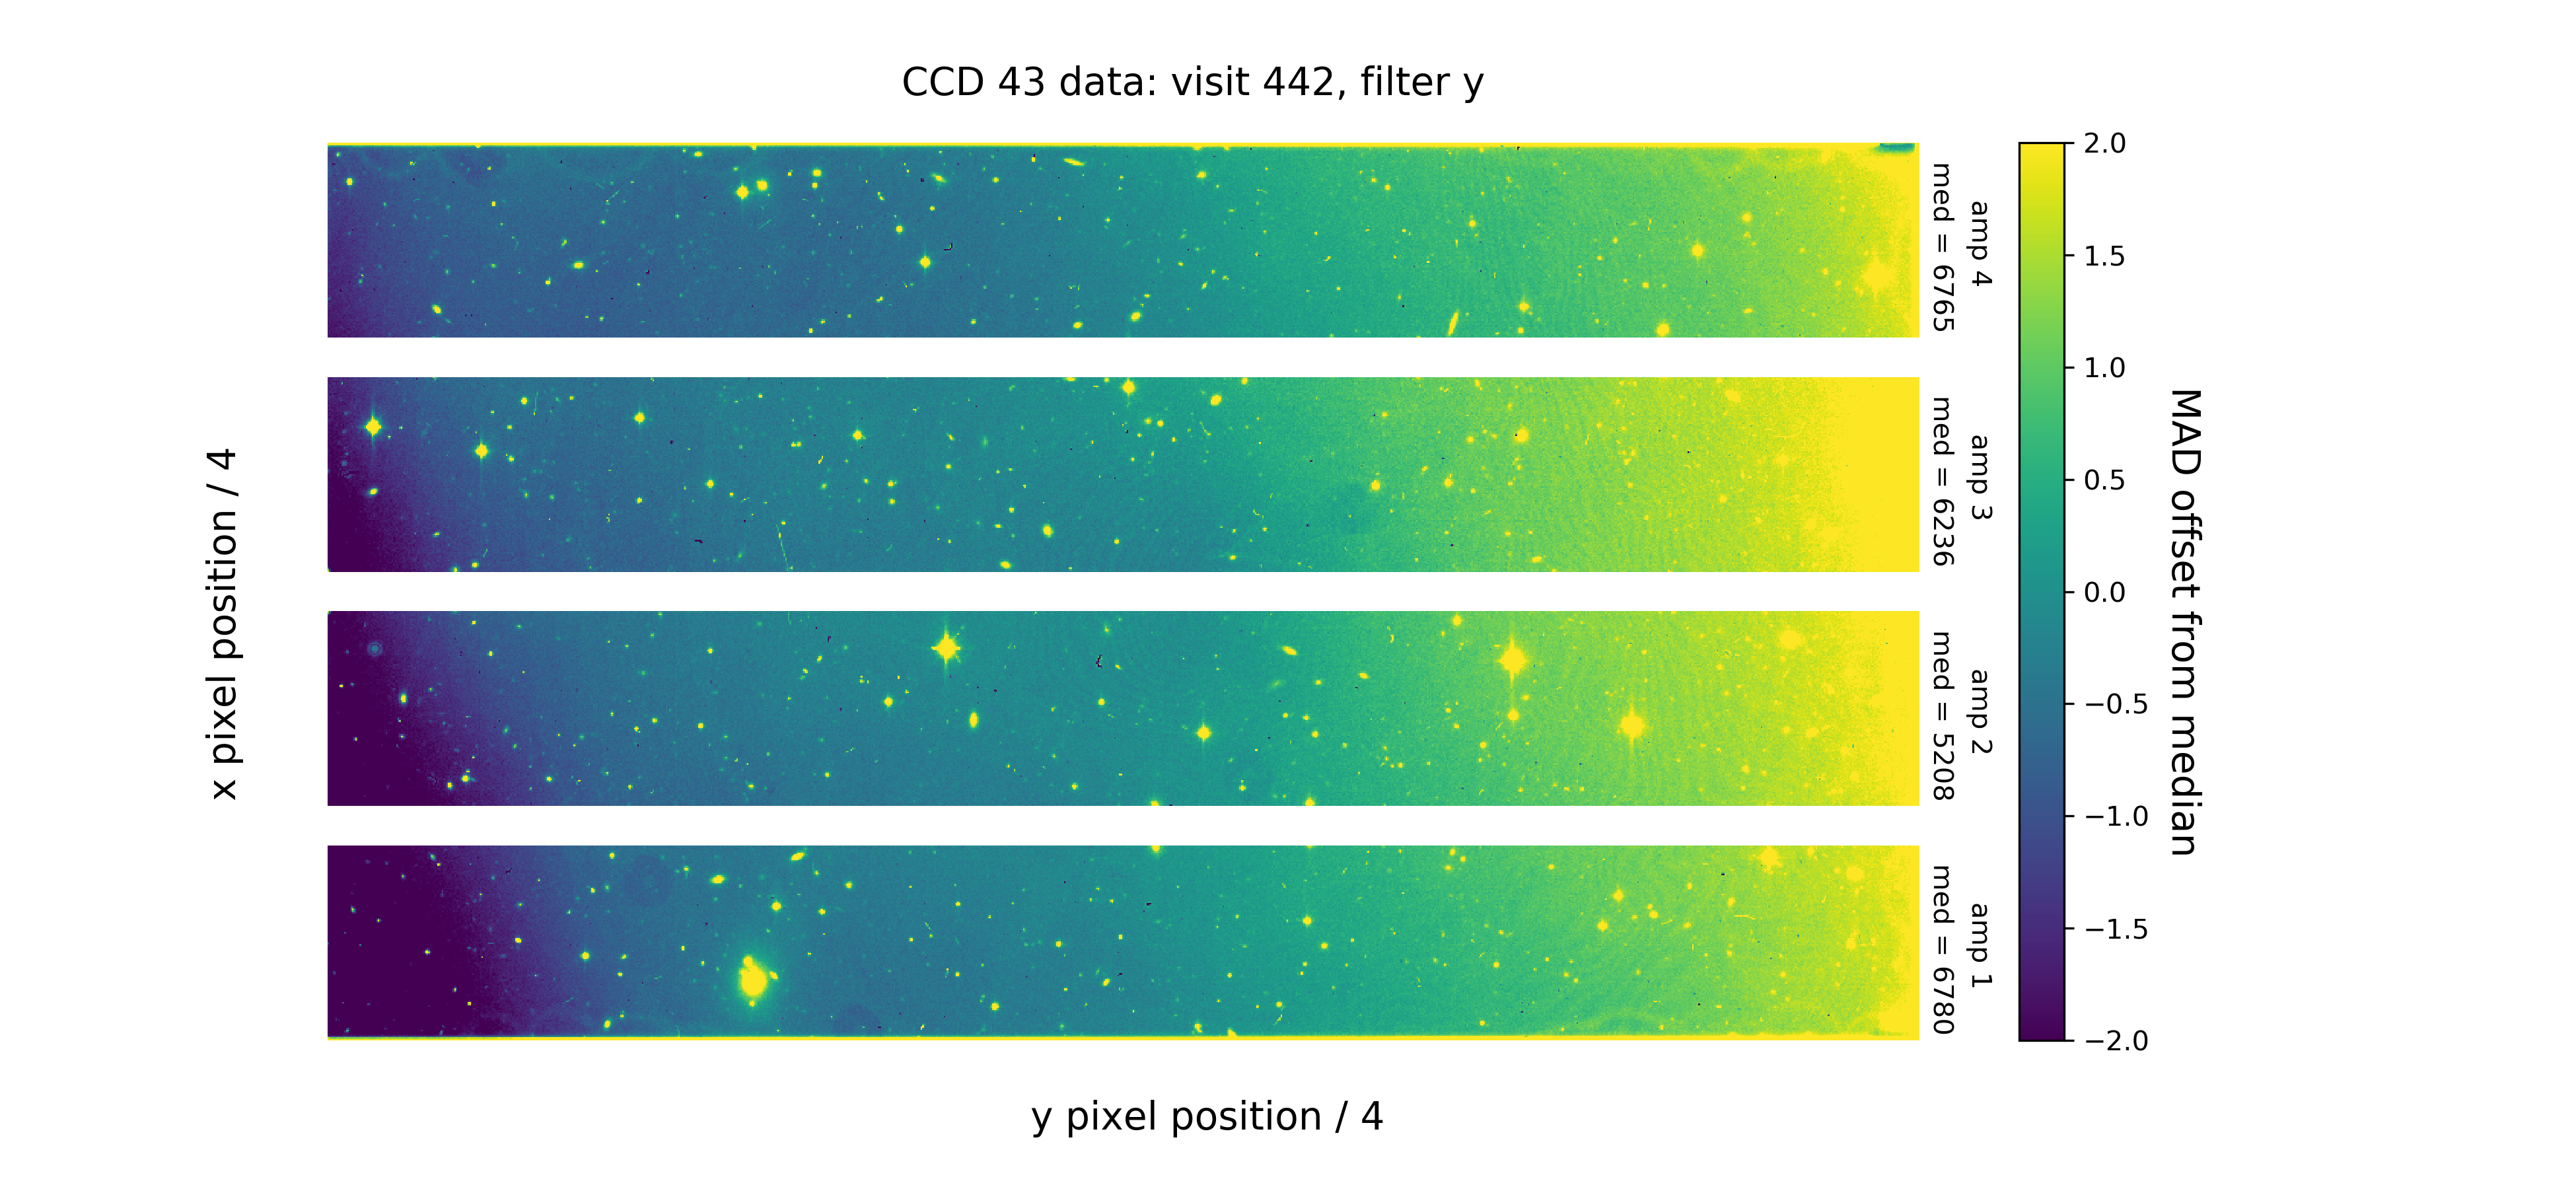 CCD 43 data: visit 442, filter y
x pixel position / 4
amp 4
med = 6765
amp 3
med = 6236
amp 2
med = 5208
amp 1
med = 6780
2.0
1.5
1.0
0.5
0.0
−0.5
−1.0
−1.5
−2.0
MAD offset from median
y pixel position / 4